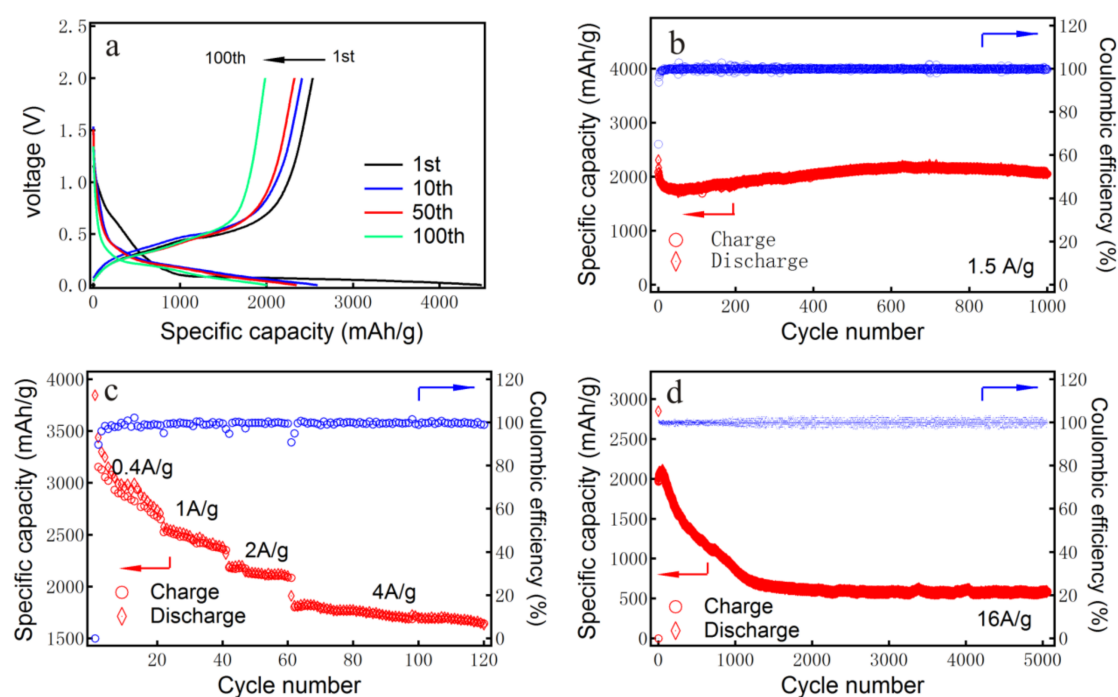 a
2.5
2.0
1.5
1.0
0.5
0.0
voltage (V)
100th
1st
1st
10th
50th
100th
0
1000
2000
3000
4000
Specific capacity (mAh/g)
b
4000
3000
2000
1000
0
Specific capacity (mAh/g)
120
100
80
60
40
20
0
Coulombic efficiency (%)
Charge
Discharge
1.5 A/g
0
200
400
600
800
1000
Cycle number
c
4000
3500
3000
2500
2000
1500
Specific capacity (mAh/g)
120
100
80
60
40
20
0
Coulombic efficiency (%)
0.4A/g
1A/g
2A/g
4A/g
Charge
Discharge
20
40
60
80
100
120
Cycle number
d
3000
2500
2000
1500
1000
500
0
Specific capacity (mAh/g)
120
100
80
60
40
20
0
Coulombic efficiency (%)
Charge
Discharge
16A/g
0
1000
2000
3000
4000
5000
Cycle number